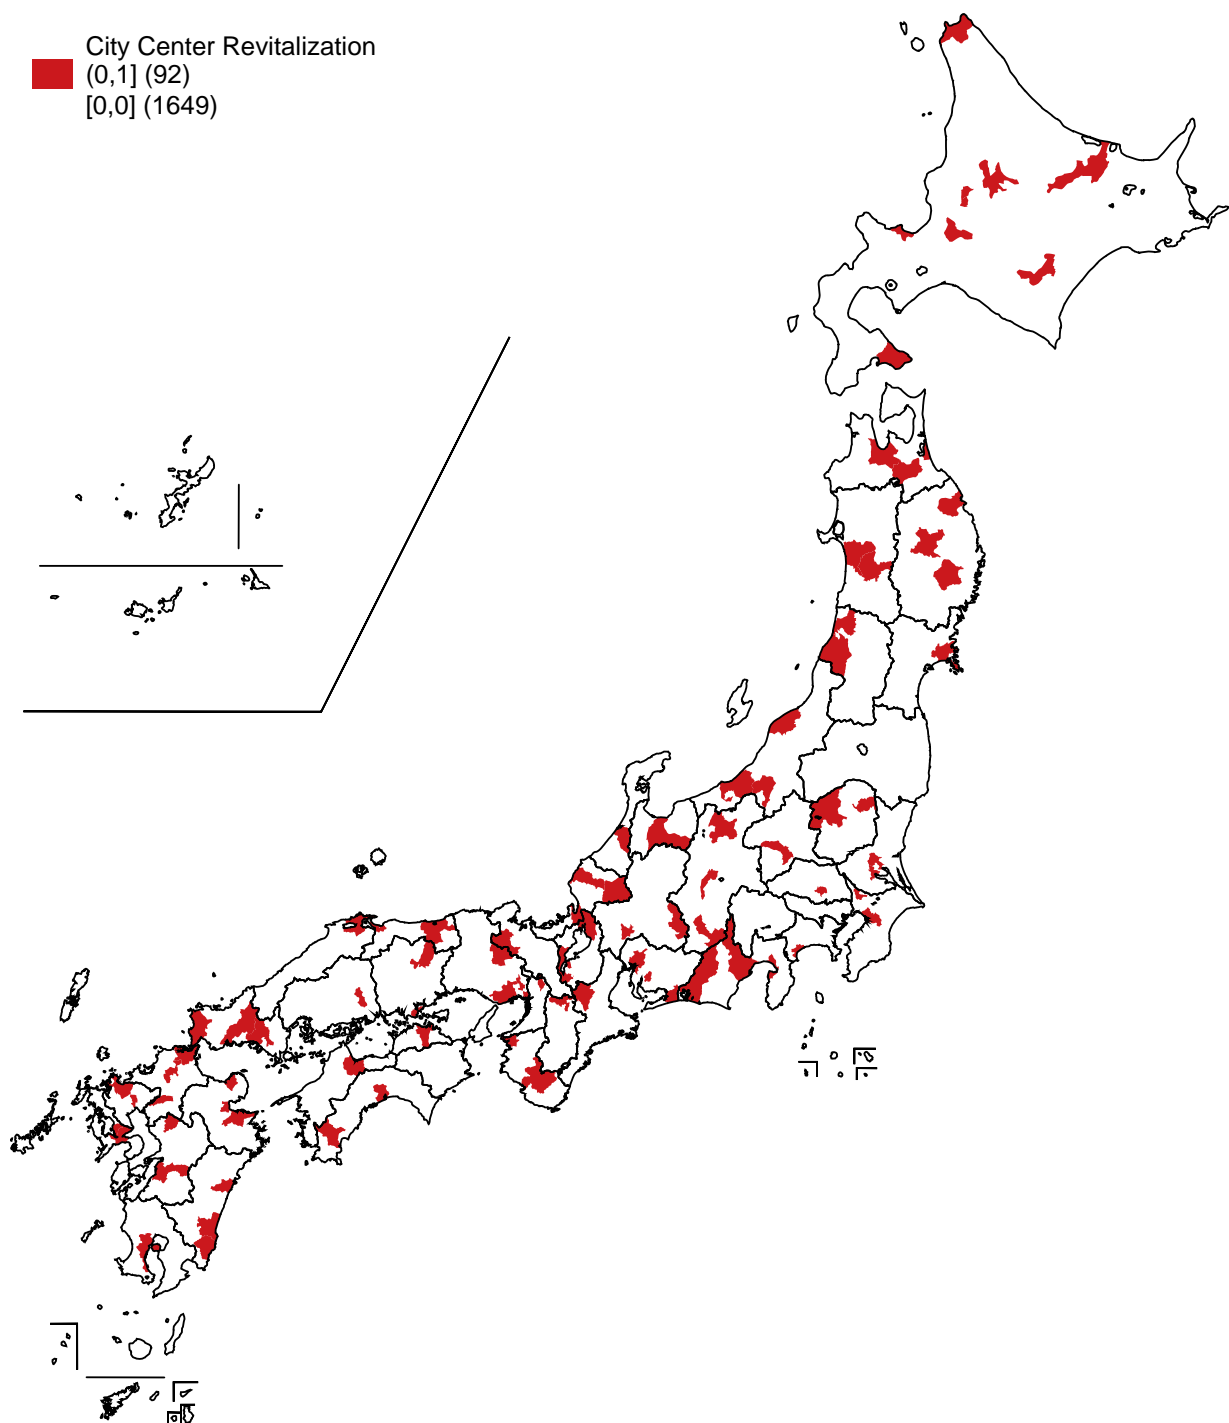 City Center Revitalization
(0,1] (92)
[0,0] (1649)